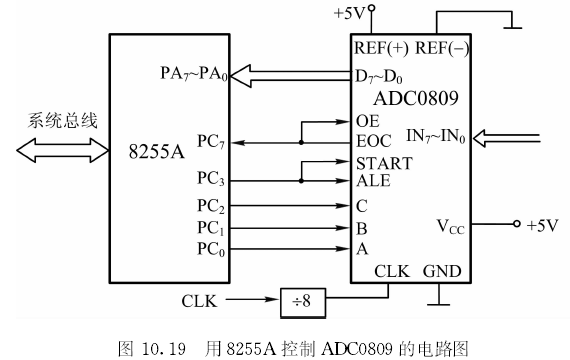 +5V
REF(+) REF(−)
PA₇~PA₀
D₇~D₀
ADC0809
系统总线
OE
IN₇~IN₀
8255A
PC₇
EOC
START
PC₃
ALE
PC₂
C
PC₁
B
V_CC
+5V
PC₀
A
CLK GND
CLK
÷8
图 10.19 用8255A控制ADC0809的电路图